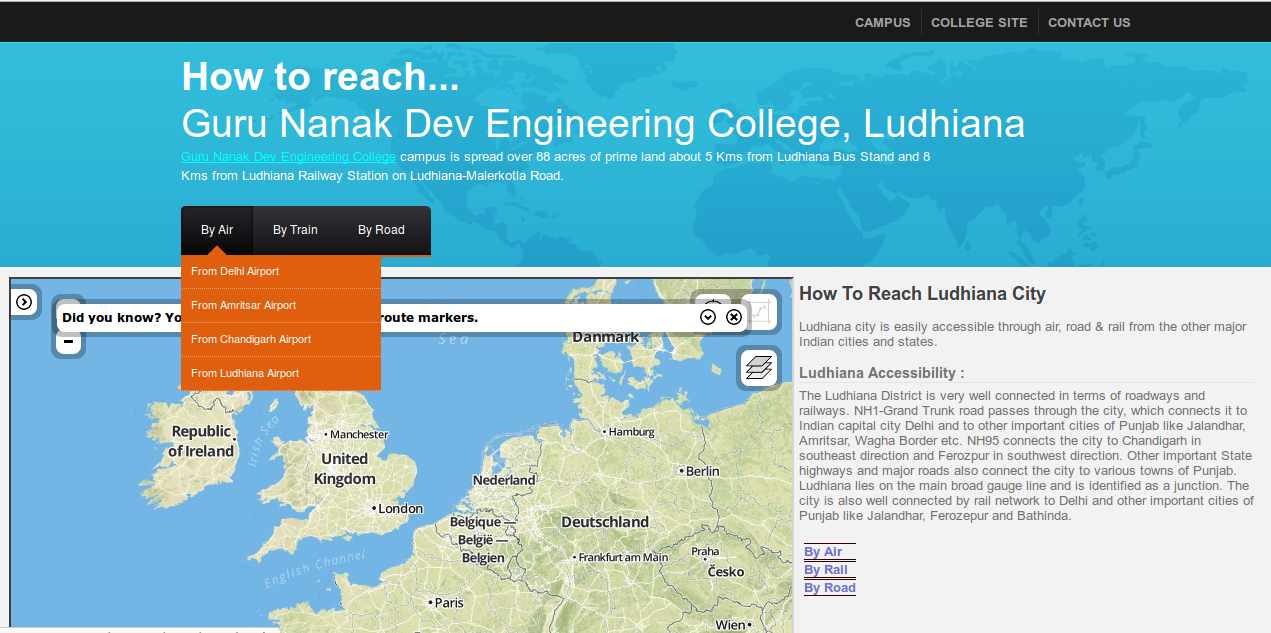 CAMPUS COLLEGE SITE CONTACT US
How to reach...
Guru Nanak Dev Engineering College, Ludhiana
Guru Nanak Dev Engineering College campus is spread over 88 acres of prime land about 5 Kms from Ludhiana Bus Stand and 8
Kms from Ludhiana Railway Station on Ludhiana-Malerkotla Road.
By Air By Train By Road
From Delhi Airport
From Amritsar Airport
From Chandigarh Airport
From Ludhiana Airport
Did you know? route markers.
Sea
Danmark
Republic
of Ireland
Irish Sea
Manchester
United
Kingdom
London
Hamburg
Berlin
Nederland
Belgique —
België —
Belgien
Deutschland
Frankfurt am Main
Praha
Česko
English Channel
Paris
Wien
How To Reach Ludhiana City
Ludhiana city is easily accessible through air, road & rail from the other major
Indian cities and states.
Ludhiana Accessibility :
The Ludhiana District is very well connected in terms of roadways and
railways. NH1-Grand Trunk road passes through the city, which connects it to
Indian capital city Delhi and to other important cities of Punjab like Jalandhar,
Amritsar, Wagha Border etc. NH95 connects the city to Chandigarh in
southeast direction and Ferozpur in southwest direction. Other important State
highways and major roads also connect the city to various towns of Punjab.
Ludhiana lies on the main broad gauge line and is identified as a junction. The
city is also well connected by rail network to Delhi and other important cities of
Punjab like Jalandhar, Ferozepur and Bathinda.
By Air
By Rail
By Road